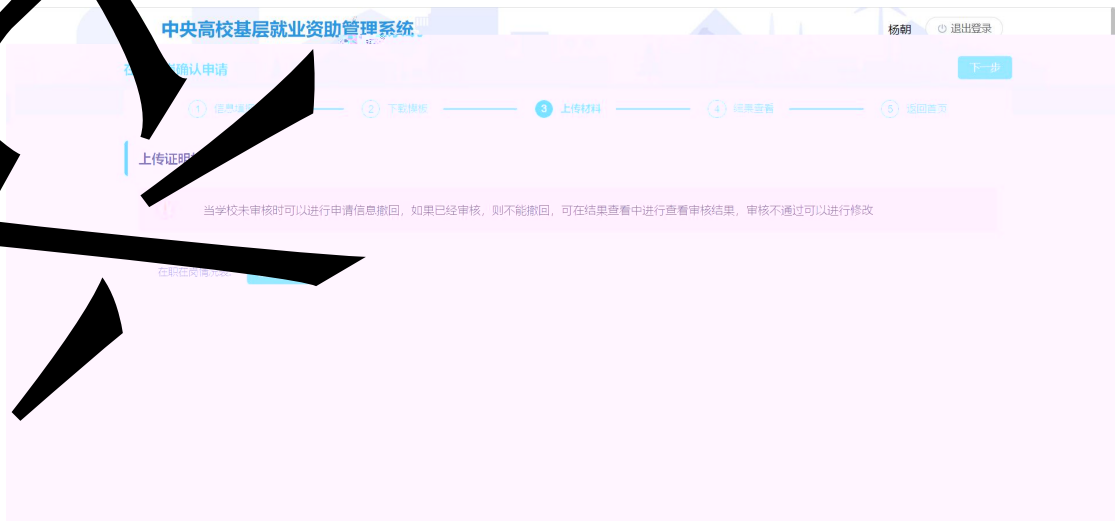 中央高校基层就业资助管理系统
杨朝 退出登录
确认申请 下一步
1 信息 2 下载模板 3 上传材料 4 结果查看 5 返回首页
上传证明
当学校未审核时可以进行申请信息撤回，如果已经审核，则不能撤回，可在结果查看中进行查看审核结果，审核不通过可以进行修改
在职在岗情况表